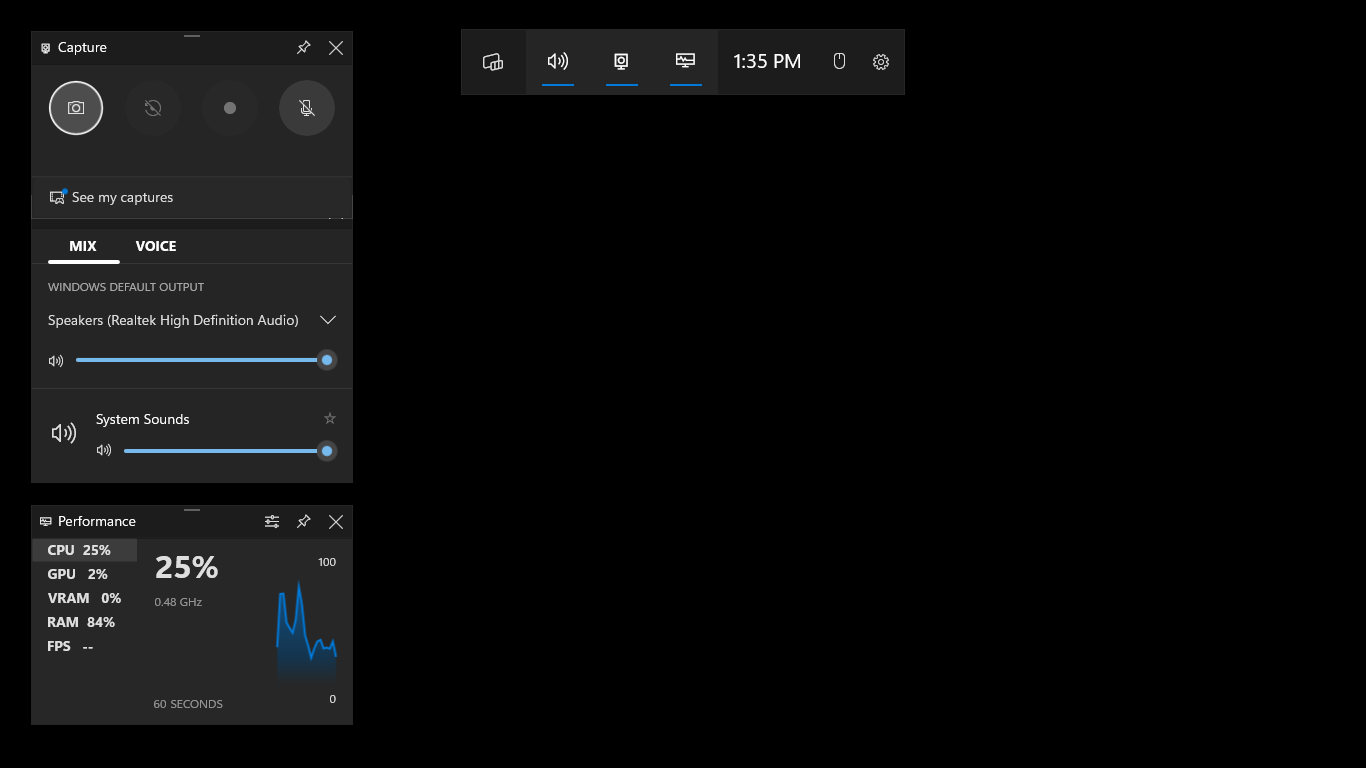 Capture
1:35 PM
See my captures
MIX VOICE
WINDOWS DEFAULT OUTPUT
Speakers (Realtek High Definition Audio)
System Sounds
Performance
CPU 25%
GPU 2%
VRAM 0%
RAM 84%
FPS --
25%
0.48 GHz
100
60 SECONDS
0